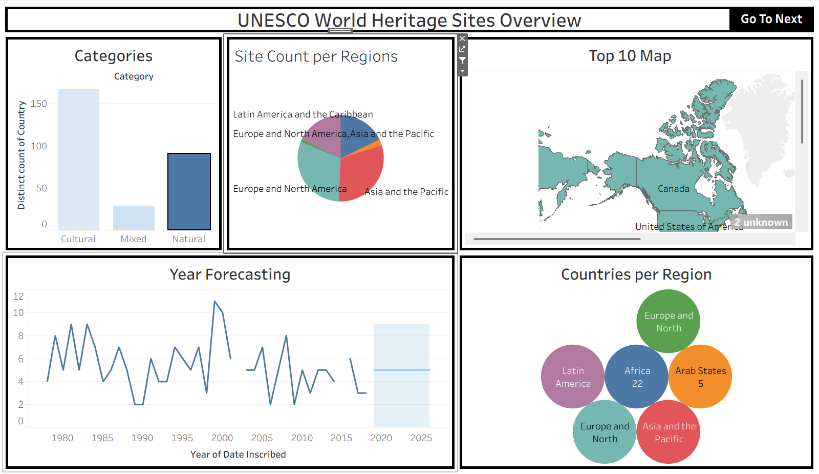 UNESCO World Heritage Sites Overview
Go To Next
Categories
Category
Distinct count of Country
150
100
50
0
Cultural
Mixed
Natural
Site Count per Regions
Latin America and the Caribbean
Europe and North America,Asia and the Pacific
Europe and North America
Asia and the Pacific
Top 10 Map
Canada
United States of America
2 unknown
Year Forecasting
12
10
8
6
4
2
0
1980
1985
1990
1995
2000
2005
2010
2015
2020
2025
Year of Date Inscribed
Countries per Region
Europe and
North
Latin
America
Africa
22
Arab States
5
Europe and
North
Asia and the
Pacific